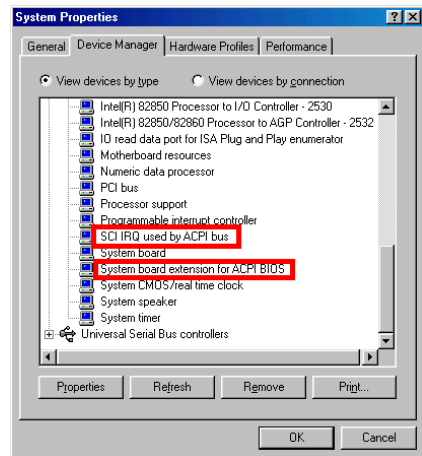 System Properties
General Device Manager Hardware Profiles Performance
View devices by type View devices by connection
Intel(R) 82850 Processor to I/O Controller - 2530
Intel(R) 82850/82860 Processor to AGP Controller - 2532
IO read data port for ISA Plug and Play enumerator
Motherboard resources
Numeric data processor
PCI bus
Processor support
Programmable interrupt controller
SCI IRQ used by ACPI bus
System board
System board extension for ACPI BIOS
System CMOS/real time clock
System speaker
System timer
Universal Serial Bus controllers
Properties Refresh Remove Print...
OK Cancel